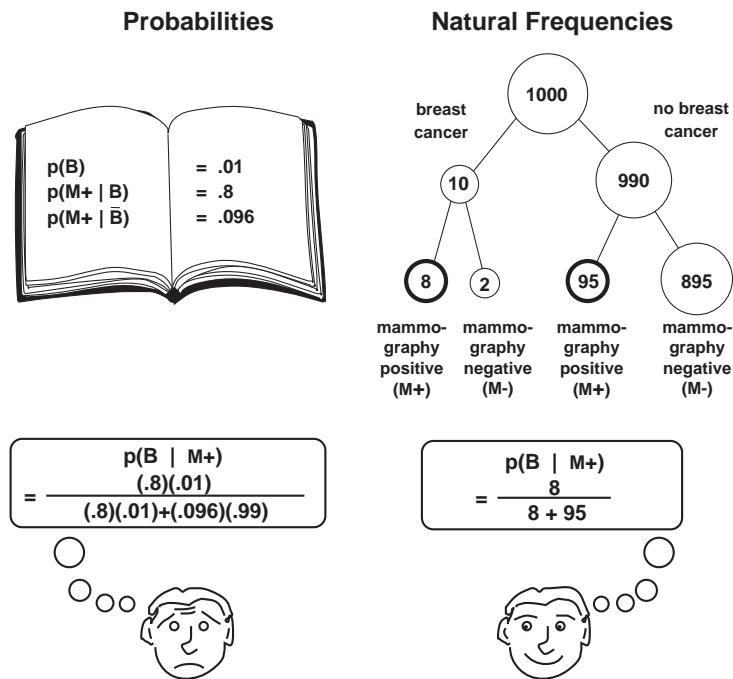 Probabilities
p(B) = .01
p(M+ | B) = .8
p(M+ | B̄) = .096
p(B | M+)
= (.8)(.01)
(.8)(.01)+(.096)(.99)
Natural Frequencies
1000
breast
cancer
no breast
cancer
10
990
8
2
95
895
mammo-
graphy
positive
(M+)
mammo-
graphy
negative
(M-)
mammo-
graphy
positive
(M+)
mammo-
graphy
negative
(M-)
p(B | M+)
= 8
8 + 95